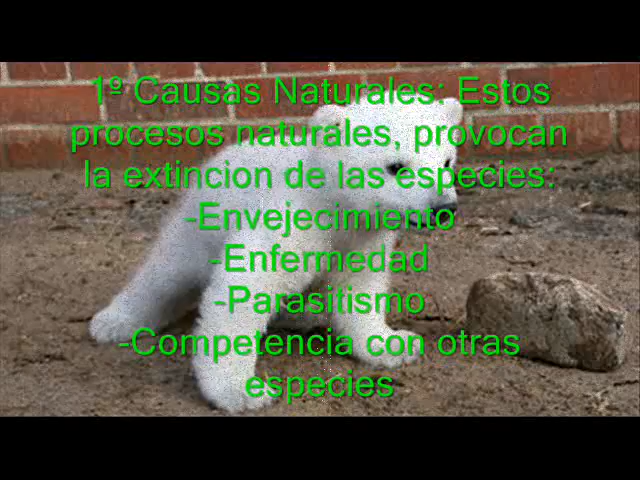 1º Causas Naturales: Estos
procesos naturales, provocan
la extincion de las especies:
-Envejecimiento
-Enfermedad
-Parasitismo
-Competencia con otras
especies